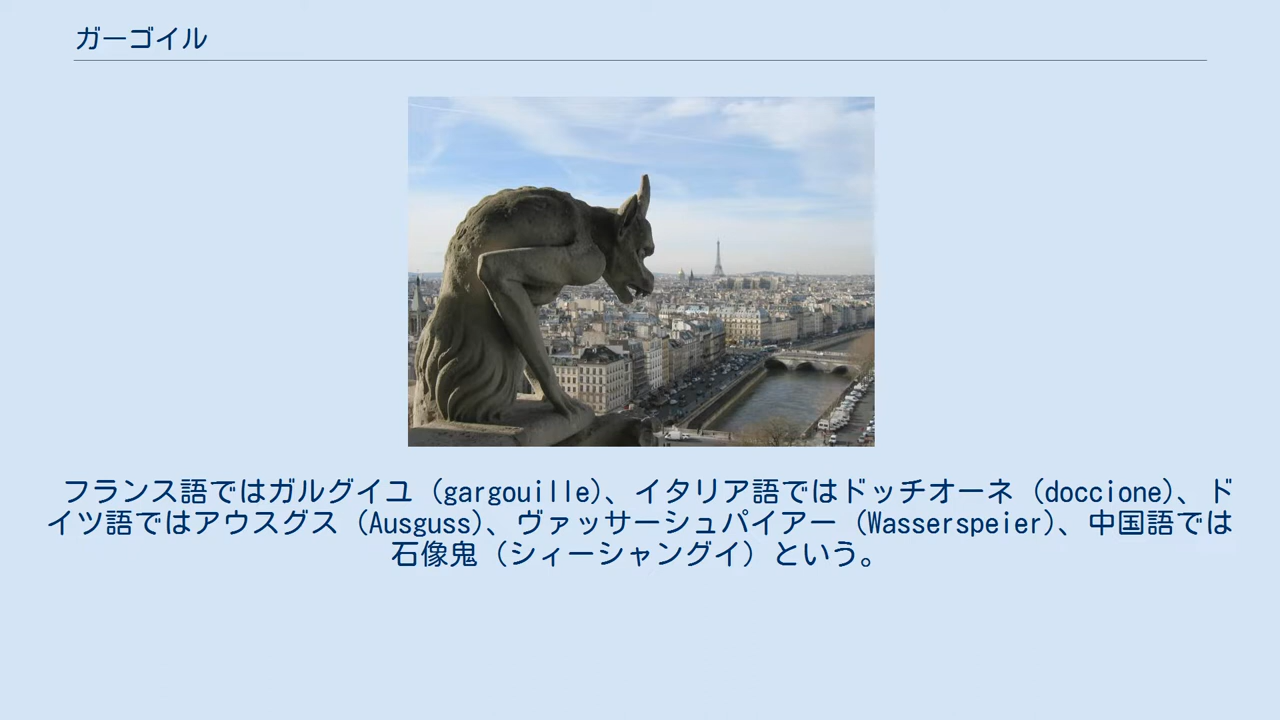 ガーゴイル
フランス語ではガルグイユ（gargouille）、イタリア語ではドッチオーネ（doccione）、ド
イツ語ではアウスグス（Ausguss）、ヴァッサーシュパイアー（Wasserspeier）、中国語では
石像鬼（シィーシャングイ）という。